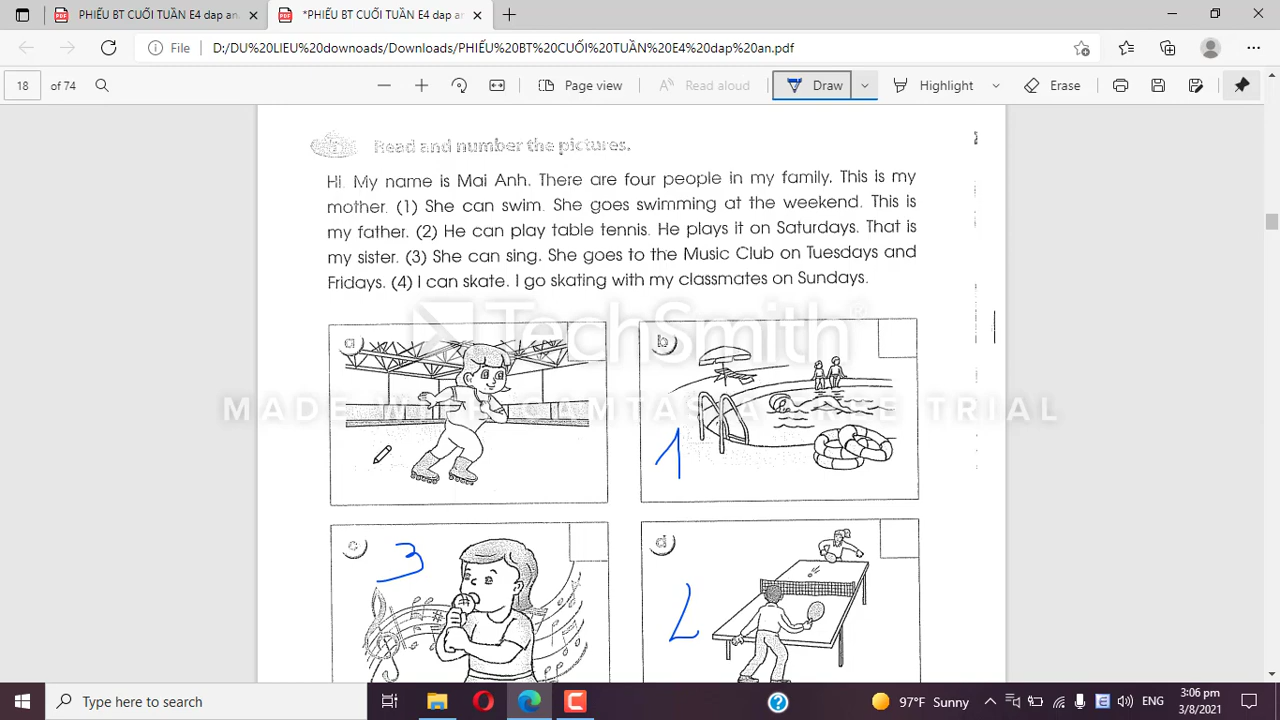 PHIẾU BT CUỐI TUẦN E4 dap an.
*PHIẾU BT CUỐI TUẦN E4 dap ar
File
D:/DU%20LIEU%20downoads/Downloads/PHIẾU%20BT%20CUỐI%20TUẦN%20E4%20dap%20an.pdf
18 of 74
Page view
Read aloud
Draw
Highlight
Erase
Read and number the pictures.
Hi. My name is Mai Anh. There are four people in my family. This is my
mother. (1) She can swim. She goes swimming at the weekend. This is
my father. (2) He can play table tennis. He plays it on Saturdays. That is
my sister. (3) She can sing. She goes to the Music Club on Tuesdays and
Fridays. (4) I can skate. I go skating with my classmates on Sundays.
TechSmith
MADE WITH CAMTASIA FREE TRIAL
a
b
1
c
3
d
2
Type here to search
97°F Sunny
ENG
3:06 pm
3/8/2021